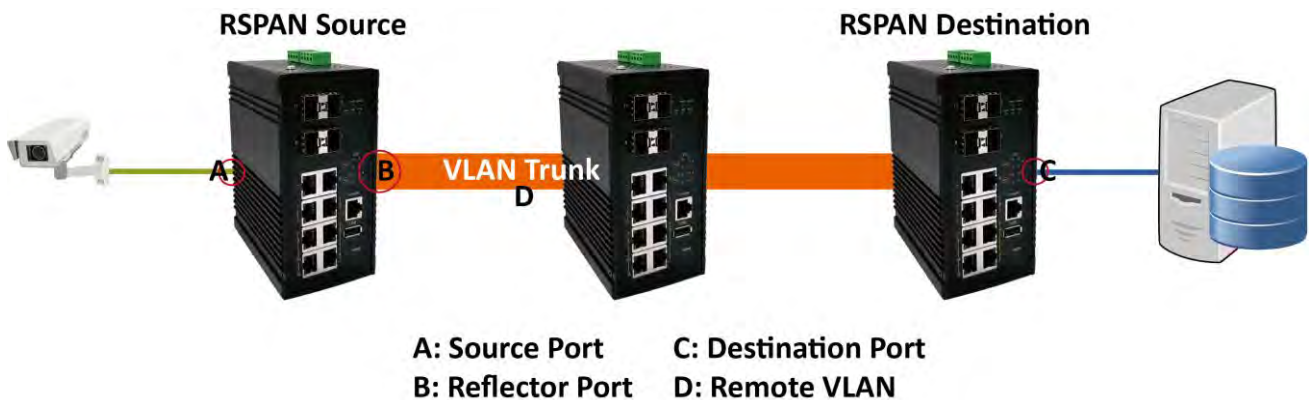 RSPAN Source
RSPAN Destination
A
B
VLAN Trunk
D
C
A: Source Port
C: Destination Port
B: Reflector Port
D: Remote VLAN